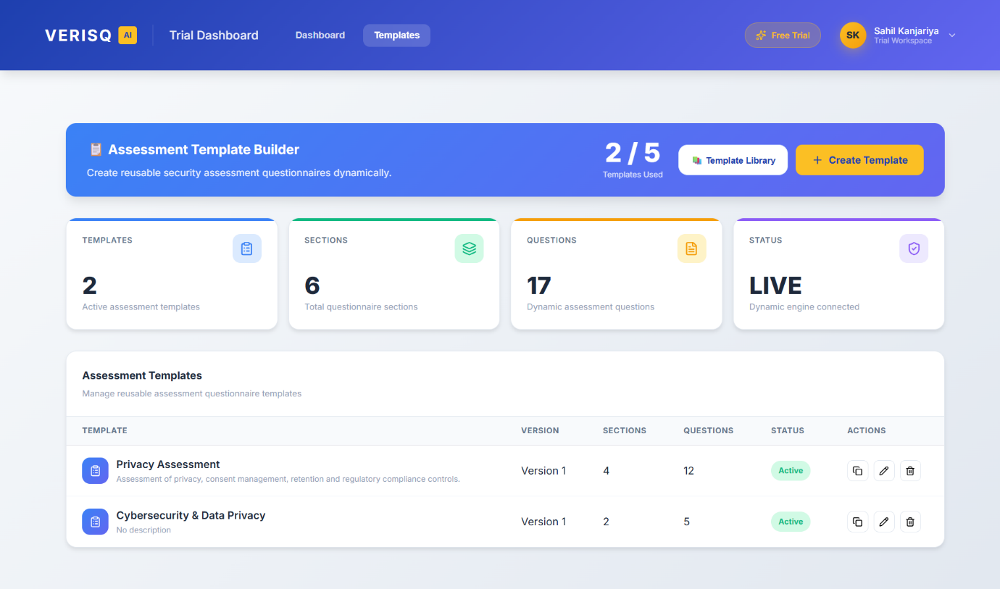 VERISQ AI
Trial Dashboard
Dashboard
Templates
Free Trial
SK
Sahil Kanjariya
Trial Workspace
Assessment Template Builder
Create reusable security assessment questionnaires dynamically.
2 / 5
Templates Used
Template Library
+ Create Template
TEMPLATES
2
Active assessment templates
SECTIONS
6
Total questionnaire sections
QUESTIONS
17
Dynamic assessment questions
STATUS
LIVE
Dynamic engine connected
Assessment Templates
Manage reusable assessment questionnaire templates
TEMPLATE VERSION SECTIONS QUESTIONS STATUS ACTIONS
Privacy Assessment
Assessment of privacy, consent management, retention and regulatory compliance controls.
Version 1 4 12 Active
Cybersecurity & Data Privacy
No description
Version 1 2 5 Active